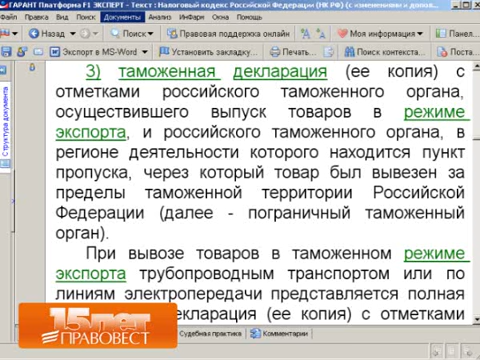 ГАРАНТ Платформа F1 ЭКСПЕРТ - Текст : Налоговый кодекс Российской Федерации (НК РФ) (с изменениями и допол
Файл Правка Вид Поиск Документы Анализ Инфарм Окна Помощь
Назад Поиск Правовая поддержка онлайн Моя информация Панел...
Экспорт в MS-Word Установить закладку... Печать... Поиск контекста... Поста...
Структура документа
3) таможенная декларация (ее копия) с
отметками российского таможенного органа,
осуществившего выпуск товаров в режиме
экспорта, и российского таможенного органа, в
регионе деятельности которого находится пункт
пропуска, через который товар был вывезен за
пределы таможенной территории Российской
Федерации (далее - пограничный таможенный
орган).
При вывозе товаров в таможенном режиме
экспорта трубопроводным транспортом или по
линиям электропередачи представляется полная
декларация (ее копия) с отметками
15 лет
ПРАВОВЕСТ
Судебная практика Комментарии